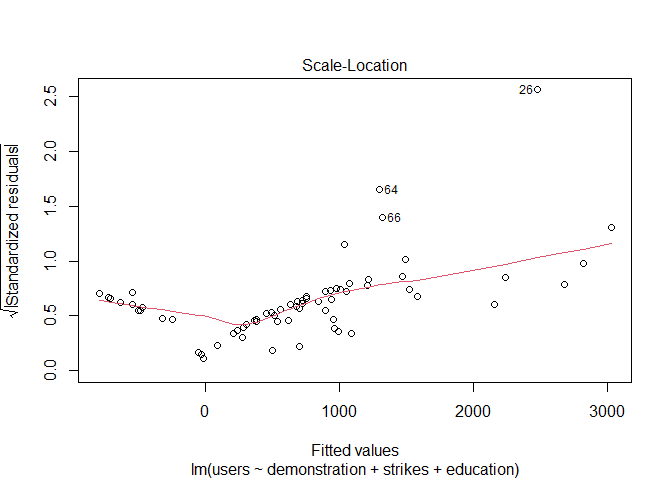 Scale-Location
√|Standardized residuals|
2.5
2.0
1.5
1.0
0.5
0.0
26
64
66
0 1000 2000 3000
Fitted values
lm(users ~ demonstration + strikes + education)